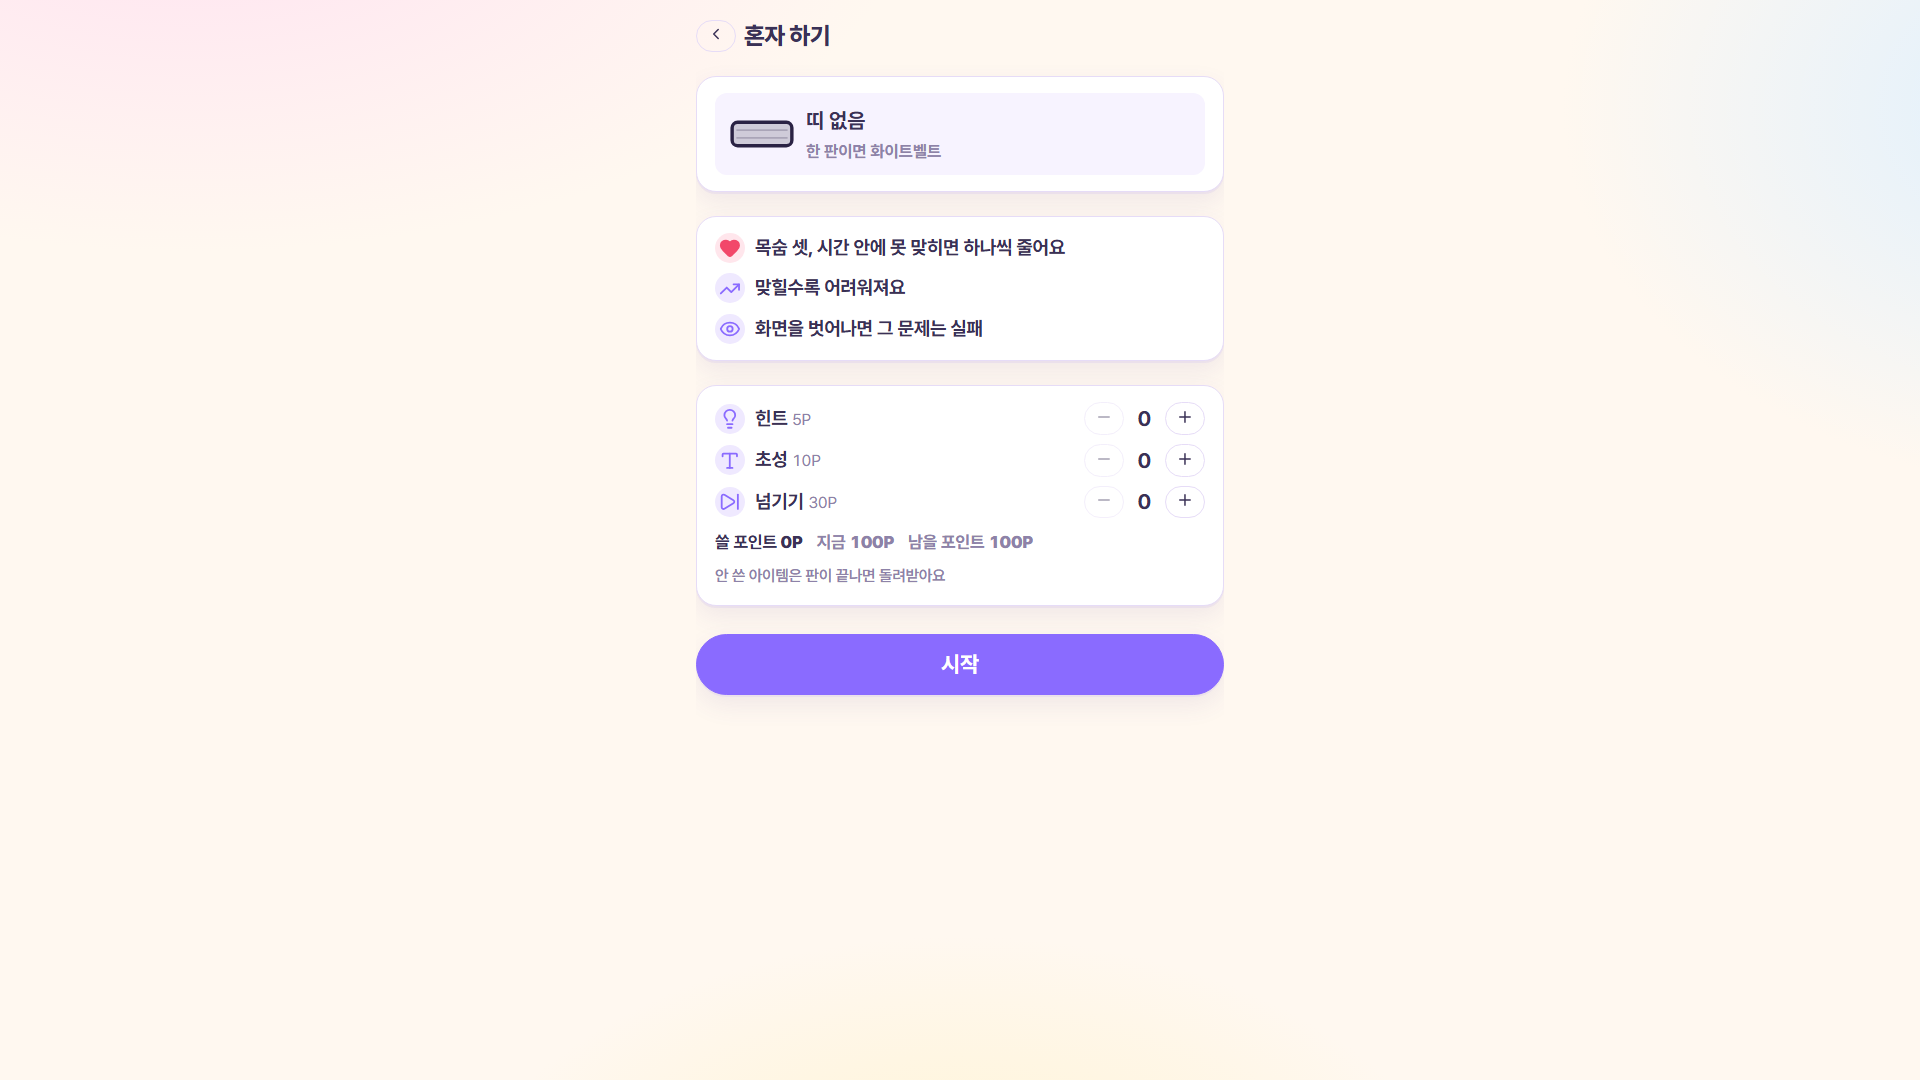 혼자 하기
띠 없음
한 판이면 화이트벨트
목숨 셋, 시간 안에 못 맞히면 하나씩 줄어요
맞힐수록 어려워져요
화면을 벗어나면 그 문제는 실패
힌트 5P 0
초성 10P 0
넘기기 30P 0
쓸 포인트 0P 지금 100P 남을 포인트 100P
안 쓴 아이템은 판이 끝나면 돌려받아요
시작